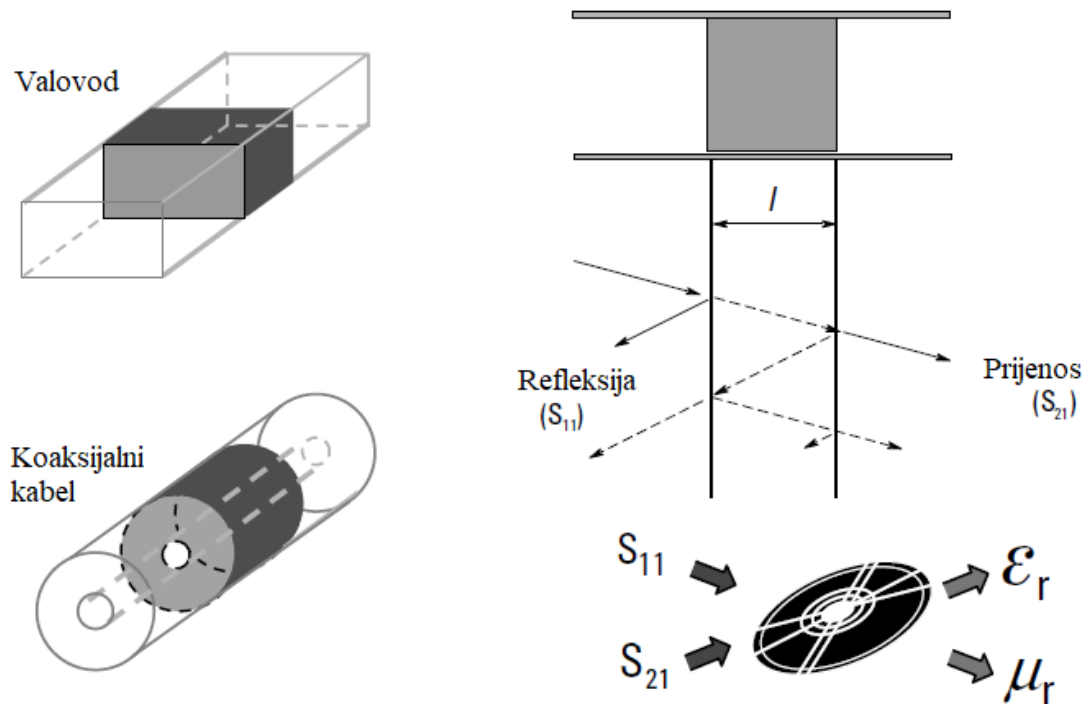 Valovod
l
Refleksija
(S11)
Prijenos
(S21)
Koaksijalni
kabel
S11
S21
εr
μr